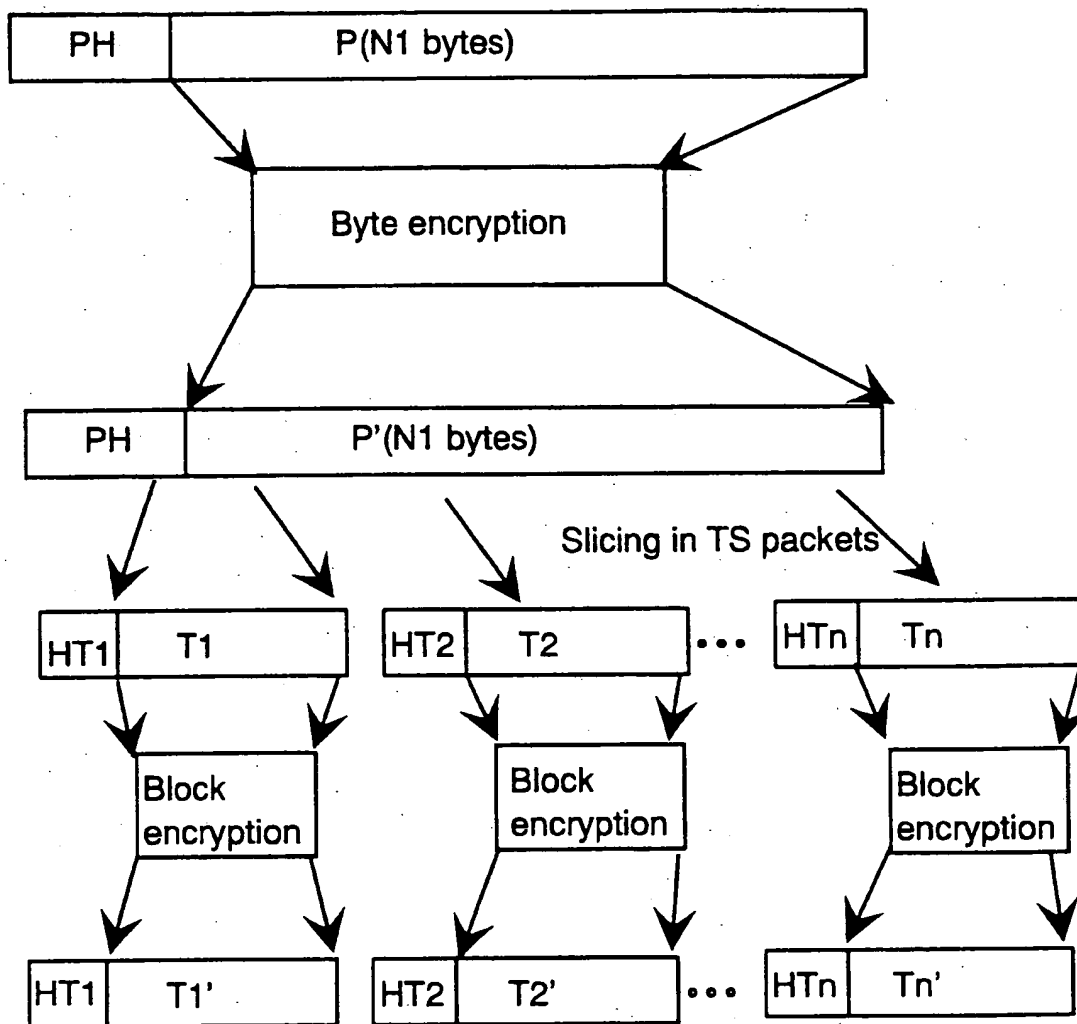 PH P(N1 bytes)
Byte encryption
PH P'(N1 bytes)
Slicing in TS packets
HT1 T1 HT2 T2 ••• HTn Tn
Block
encryption
Block
encryption
Block
encryption
HT1 T1' HT2 T2' ••• HTn Tn'